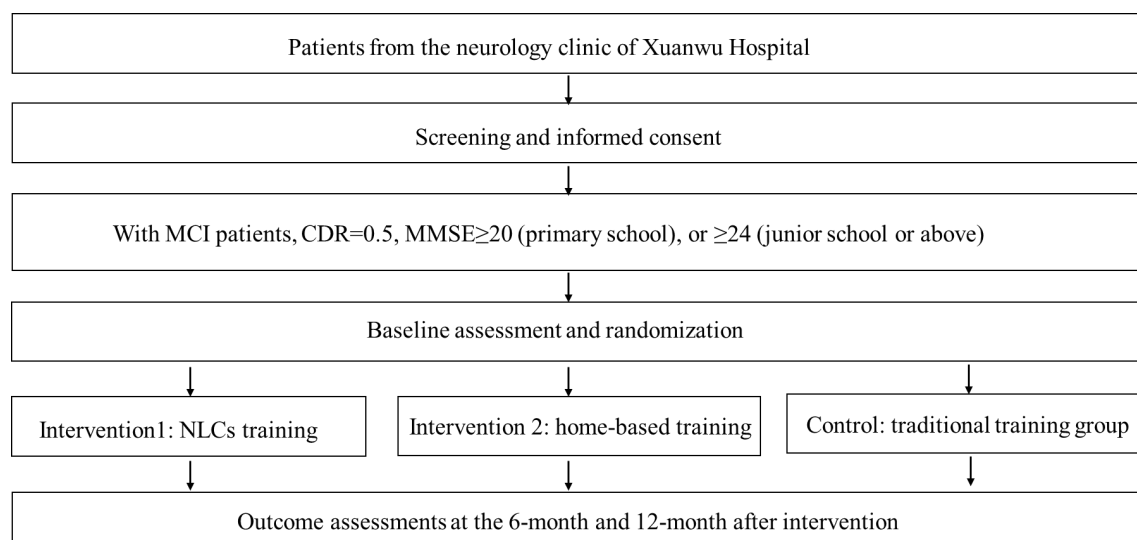 Patients from the neurology clinic of Xuanwu Hospital
Screening and informed consent
With MCI patients, CDR=0.5, MMSE≥20 (primary school), or ≥24 (junior school or above)
Baseline assessment and randomization
Intervention1: NLCs training
Intervention 2: home-based training
Control: traditional training group
Outcome assessments at the 6-month and 12-month after intervention